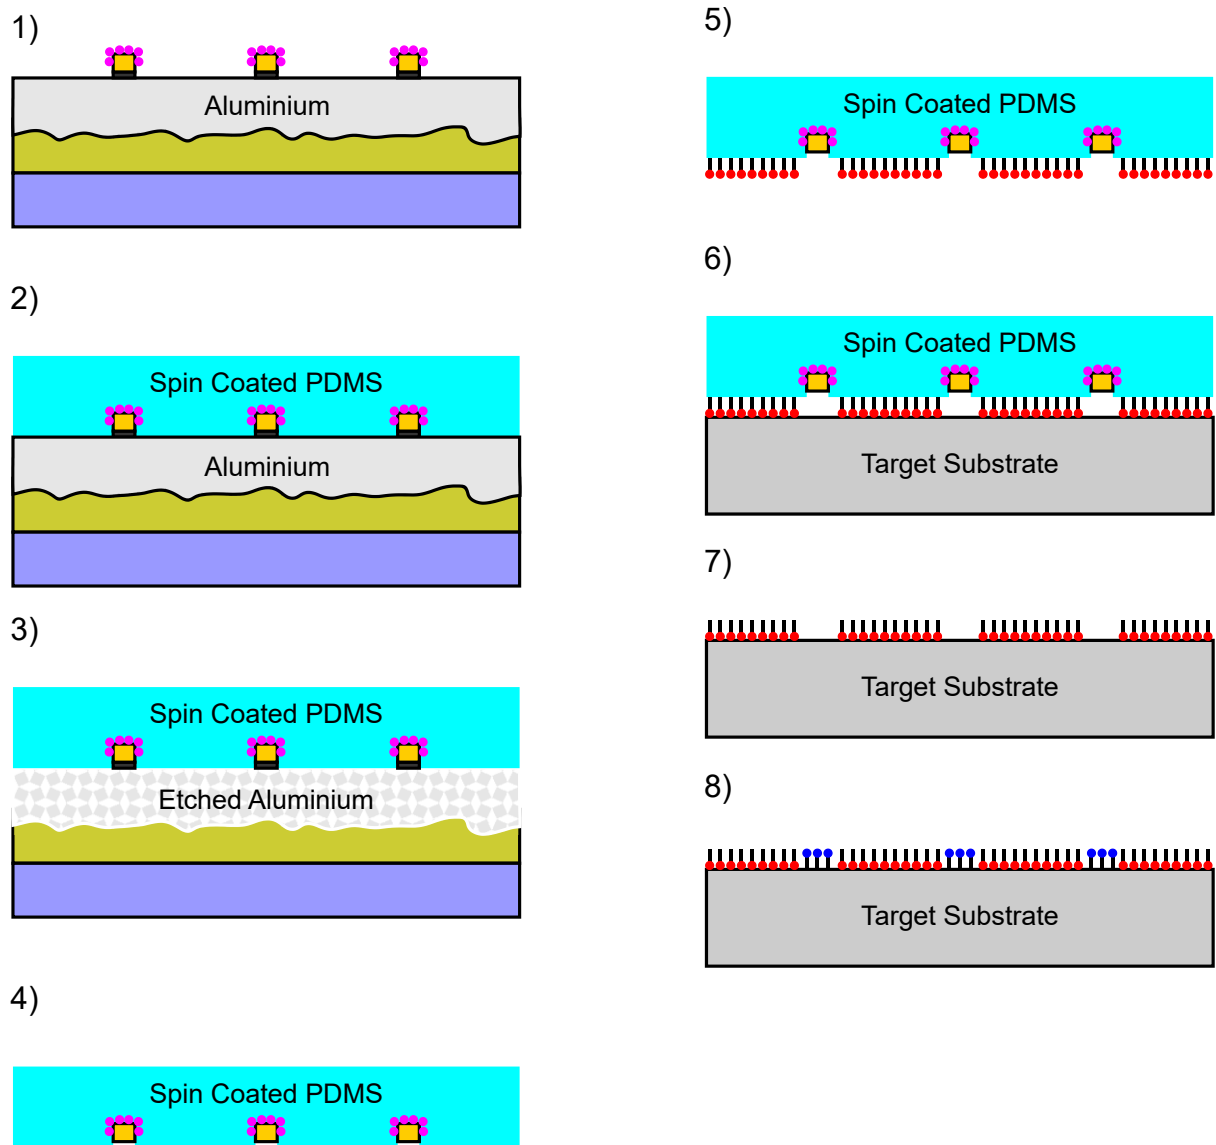 1)
Aluminium
2)
Spin Coated PDMS
Aluminium
3)
Spin Coated PDMS
Etched Aluminium
4)
Spin Coated PDMS
5)
Spin Coated PDMS
6)
Spin Coated PDMS
Target Substrate
7)
Target Substrate
8)
Target Substrate